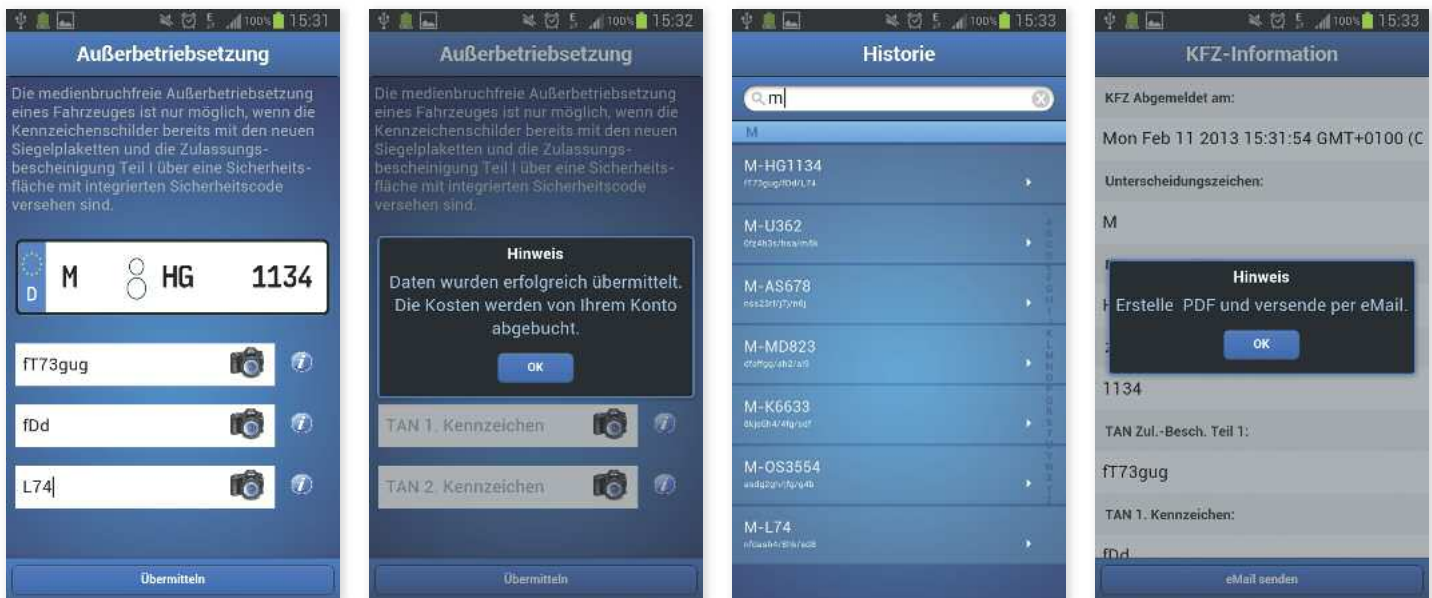 100% 15:31
Außerbetriebsetzung
Die medienbruchfreie Außerbetriebsetzung
eines Fahrzeuges ist nur möglich, wenn die
Kennzeichenschilder bereits mit den neuen
Siegelplaketten und die Zulassungs-
bescheinigung Teil I über eine Sicherheits-
fläche mit integrierten Sicherheitscode
versehen sind.
D M HG 1134
fT73gug
fDd
L74
Übermitteln
100% 15:32
Außerbetriebsetzung
Die medienbruchfreie Außerbetriebsetzung
eines Fahrzeuges ist nur möglich, wenn die
Kennzeichenschilder bereits mit den neuen
Siegelplaketten und die Zulassungs-
bescheinigung Teil I über eine Sicherheits-
fläche mit integrierten Sicherheitscode
versehen sind.
Hinweis
Daten wurden erfolgreich übermittelt.
Die Kosten werden von Ihrem Konto
abgebucht.
OK
TAN 1. Kennzeichen
TAN 2. Kennzeichen
Übermitteln
100% 15:33
Historie
m
M
M-HG1134
fT73gug/fDd/L74
M-U362
M-AS678
M-MD823
M-K6633
M-OS3554
M-L74
100% 15:33
KFZ-Information
KFZ Abgemeldet am:
Mon Feb 11 2013 15:31:54 GMT+0100 (C
Unterscheidungszeichen:
M
Hinweis
Erstelle PDF und versende per eMail.
OK
1134
TAN Zul.-Besch. Teil 1:
fT73gug
TAN 1. Kennzeichen:
fDd
eMail senden